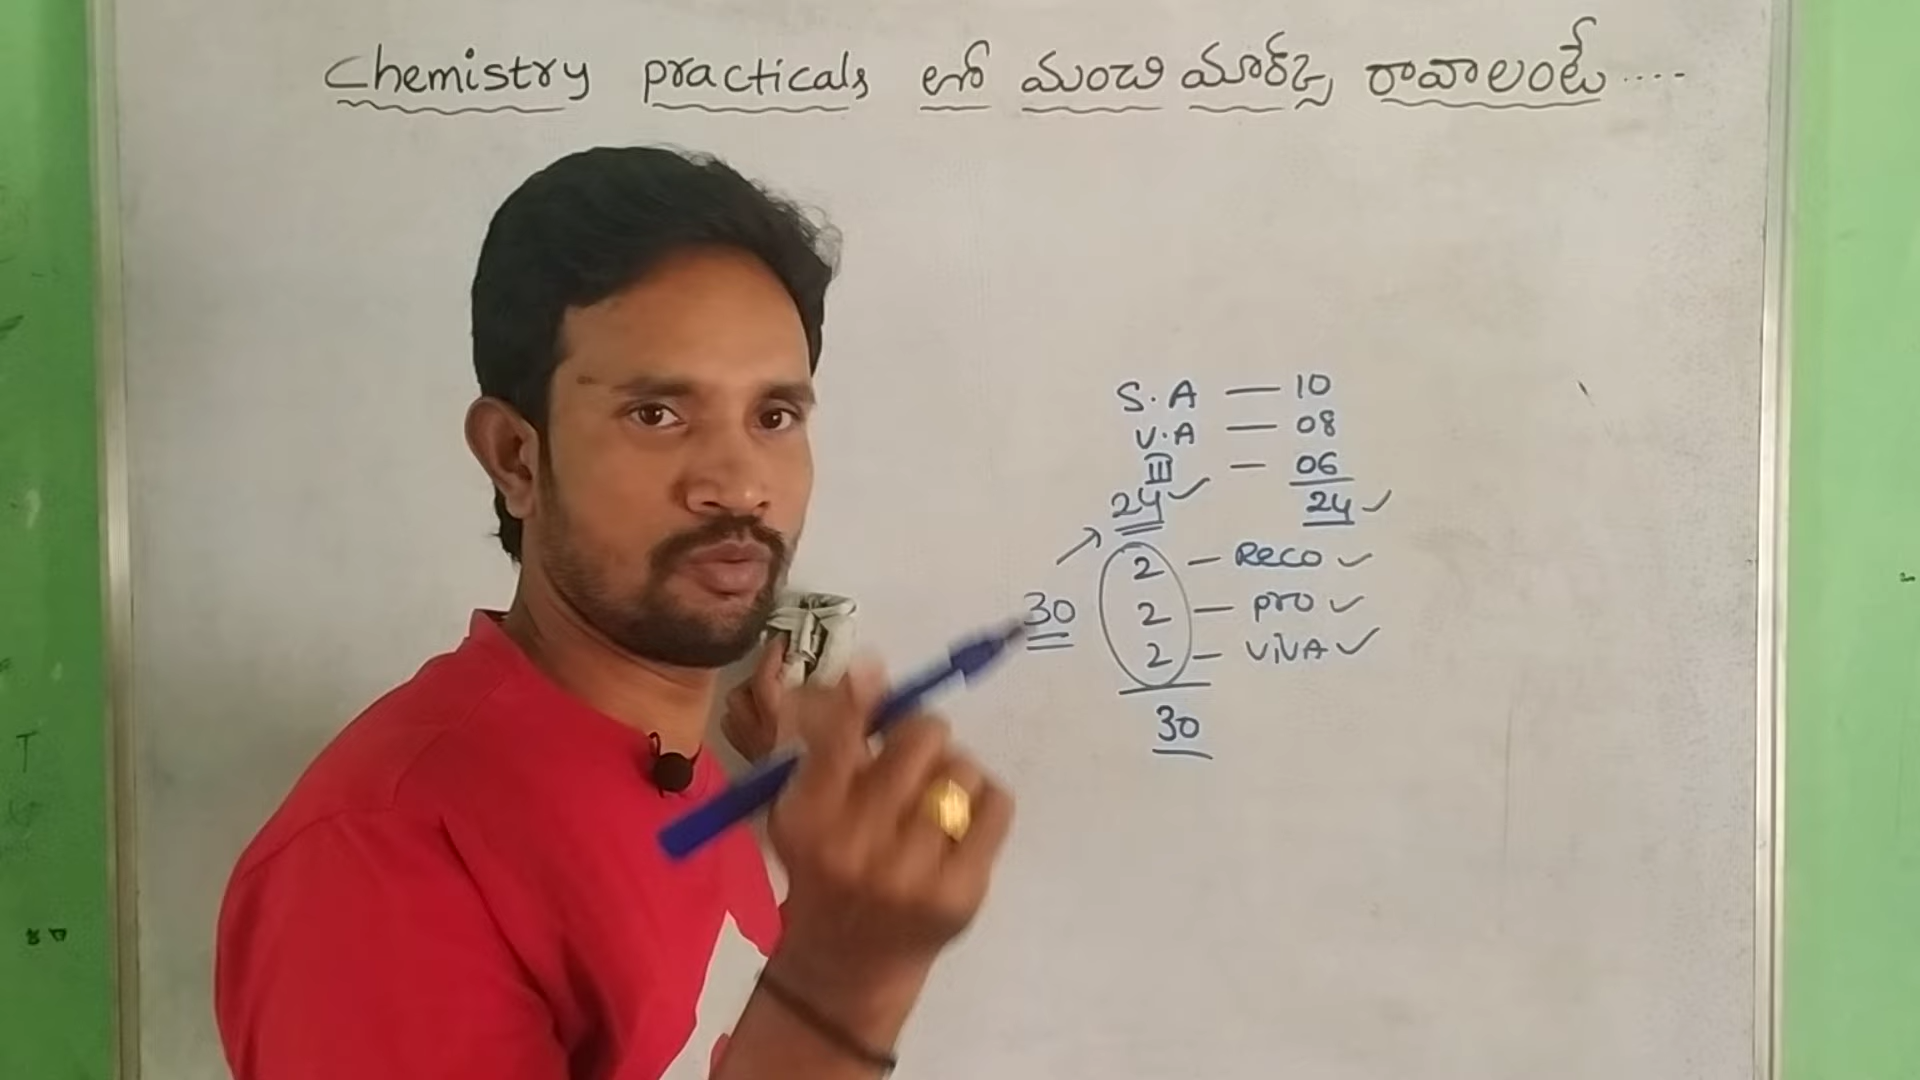 Chemistry practicals లో మంచి మార్క్స్ రావాలంటే....
S.A — 10
V.A — 08
III — 06
24✓ 24✓
2 — Reco ✓
30 2 — pro ✓
2 — ViVA ✓
30